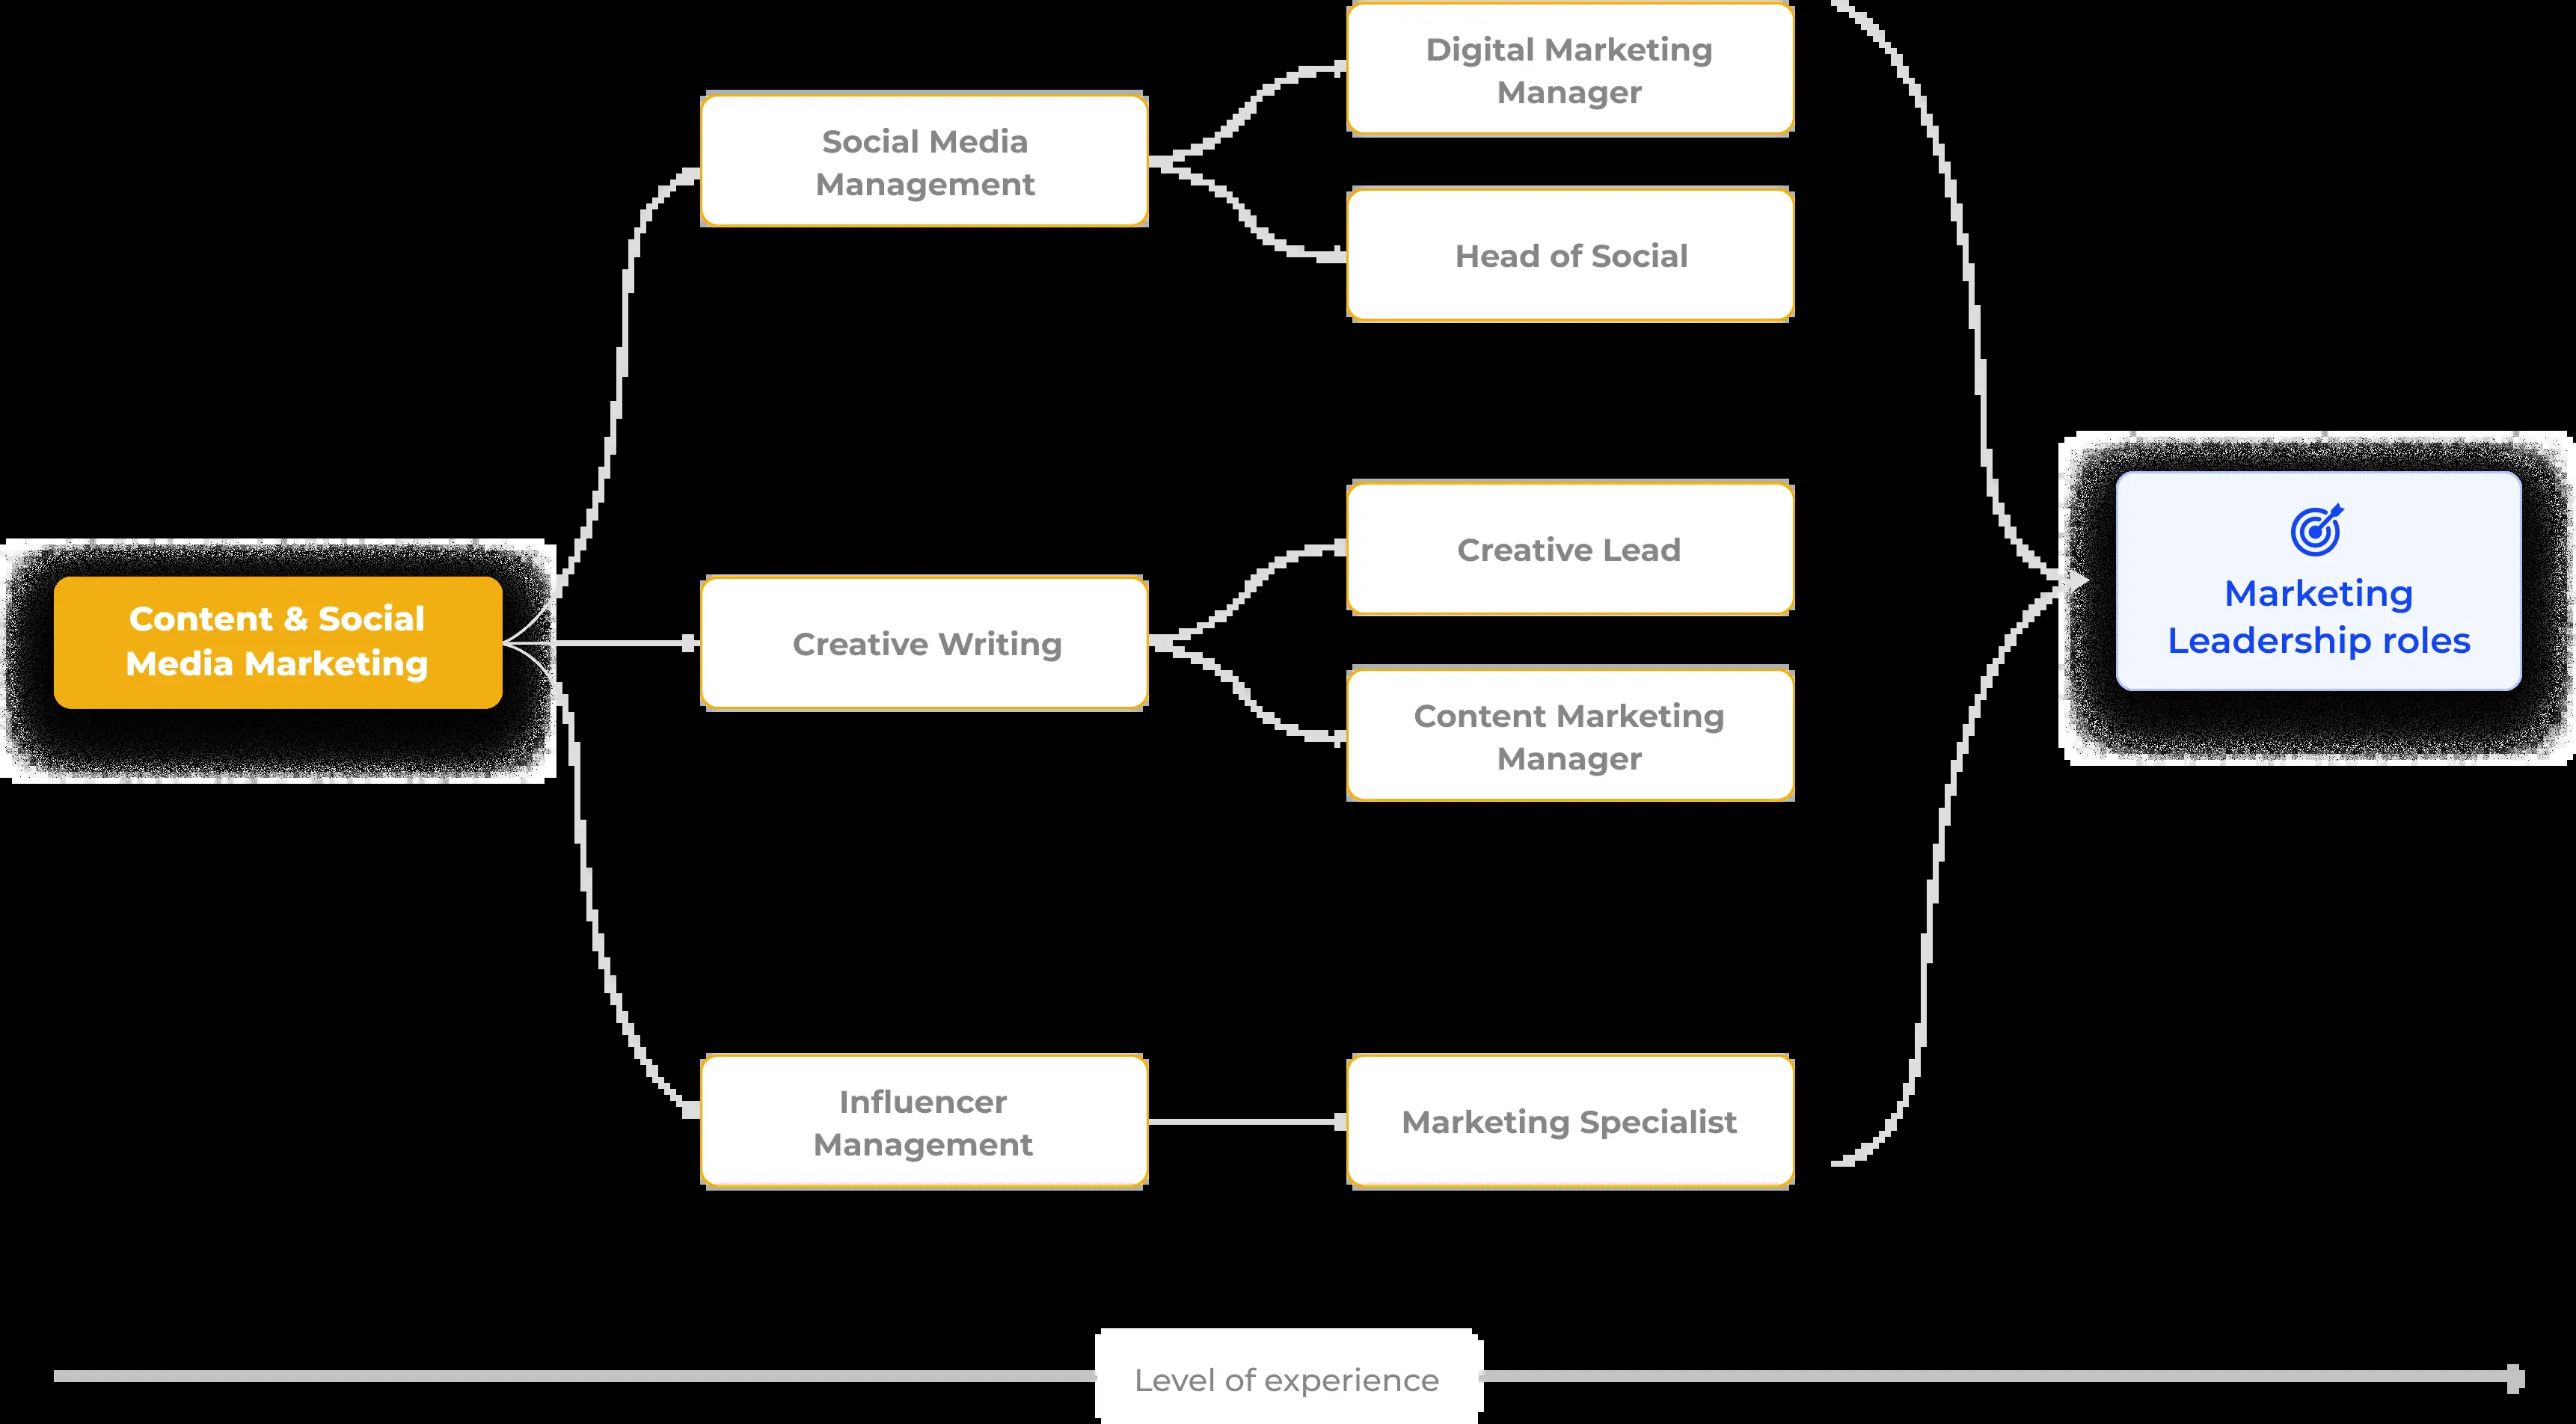 Content & Social
Media Marketing
Social Media
Management
Digital Marketing
Manager
Head of Social
Creative Writing
Creative Lead
Content Marketing
Manager
Influencer
Management
Marketing Specialist
Marketing
Leadership roles
Level of experience